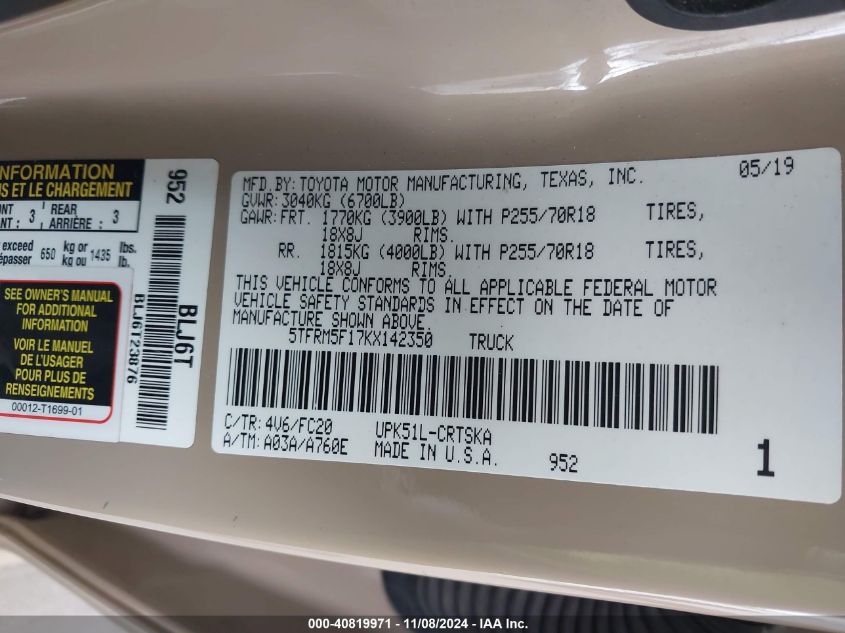 INFORMATION
US ET LE CHARGEMENT
3 REAR 3
ARRIÈRE :
exceed 650 kg or 1435 lbs.
kg ou lb.
SEE OWNER'S MANUAL
FOR ADDITIONAL
INFORMATION
VOIR LE MANUEL
DE L'USAGER
POUR PLUS DE
RENSEIGNEMENTS
00012-T1699-01
952
BLJ6T
BLJ6T23876
05/19
MFD.BY: TOYOTA MOTOR MANUFACTURING, TEXAS, INC.
GVWR:3040KG (6700LB)
GAWR:FRT. 1770KG (3900LB) WITH P255/70R18 TIRES,
18X8J RIMS.
RR. 1815KG (4000LB) WITH P255/70R18 TIRES,
18X8J RIMS.
THIS VEHICLE CONFORMS TO ALL APPLICABLE FEDERAL MOTOR
VEHICLE SAFETY STANDARDS IN EFFECT ON THE DATE OF
MANUFACTURE SHOWN ABOVE.
5TFRM5F17KX142350 TRUCK
C/TR: 4V6/FC20 UPK51L-CRTSKA
A/TM: A03A/A760E MADE IN U.S.A. 952
1
000-40819971 - 11/08/2024 - IAA Inc.